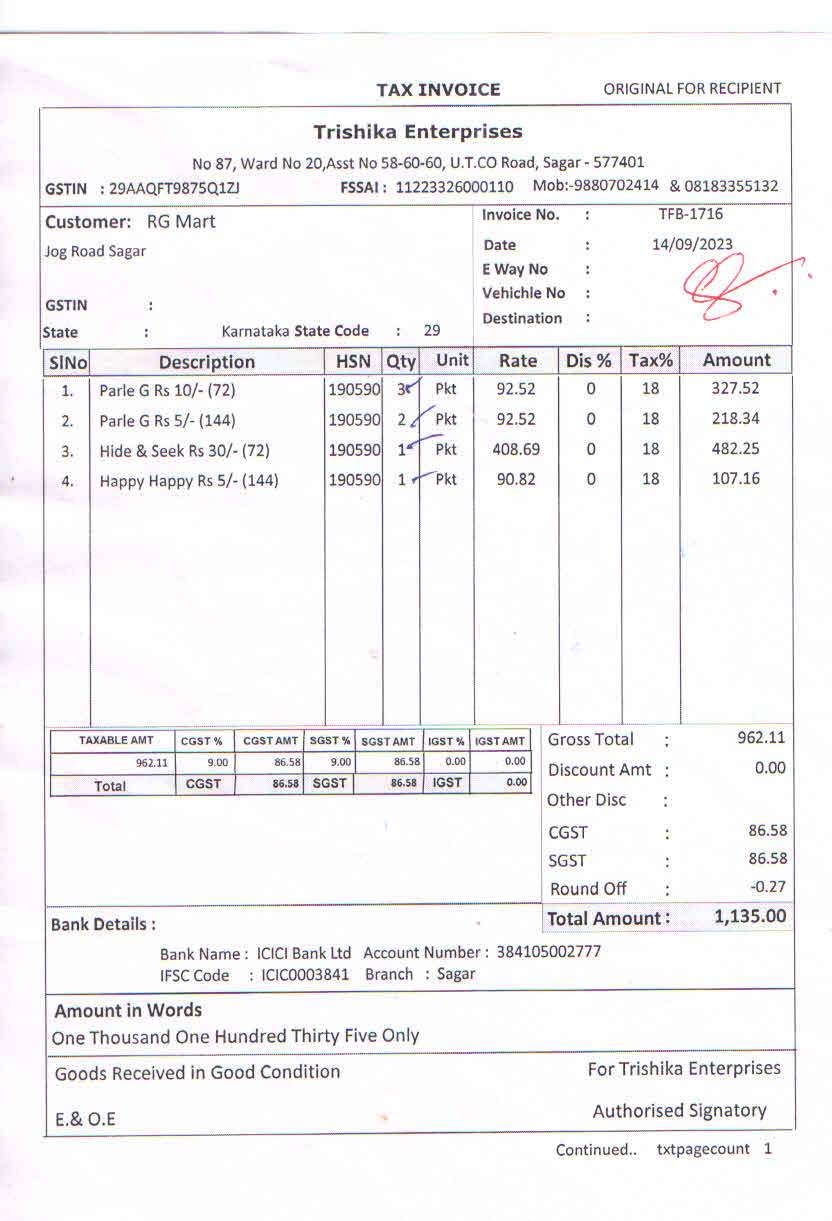 TAX INVOICE ORIGINAL FOR RECIPIENT
Trishika Enterprises
No 87, Ward No 20,Asst No 58-60-60, U.T.CO Road, Sagar - 577401
GSTIN : 29AAQFT9875Q1ZJ FSSAI : 11223326000110 Mob:-9880702414 & 08183355132
Customer: RG Mart Invoice No. : TFB-1716
Jog Road Sagar Date : 14/09/2023
E Way No :
Vehichle No :
GSTIN : Destination :
State : Karnataka State Code : 29
SlNo Description HSN Qty Unit Rate Dis % Tax% Amount
1. Parle G Rs 10/- (72) 190590 3 Pkt 92.52 0 18 327.52
2. Parle G Rs 5/- (144) 190590 2 Pkt 92.52 0 18 218.34
3. Hide & Seek Rs 30/- (72) 190590 1 Pkt 408.69 0 18 482.25
4. Happy Happy Rs 5/- (144) 190590 1 Pkt 90.82 0 18 107.16
TAXABLE AMT CGST % CGST AMT SGST % SGST AMT IGST % IGST AMT
962.11 9.00 86.58 9.00 86.58 0.00 0.00
Total CGST 86.58 SGST 86.58 IGST 0.00
Gross Total : 962.11
Discount Amt : 0.00
Other Disc :
CGST : 86.58
SGST : 86.58
Round Off : -0.27
Total Amount : 1,135.00
Bank Details :
Bank Name : ICICI Bank Ltd Account Number : 384105002777
IFSC Code : ICIC0003841 Branch : Sagar
Amount in Words
One Thousand One Hundred Thirty Five Only
Goods Received in Good Condition For Trishika Enterprises
E.& O.E Authorised Signatory
Continued.. txtpagecount 1